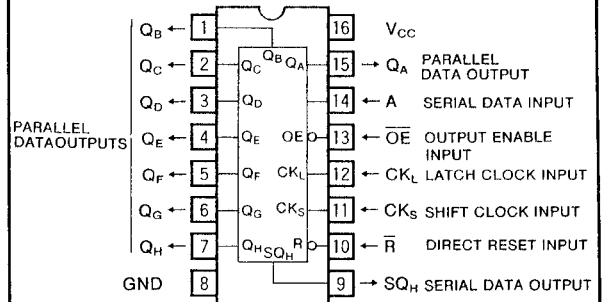 QB ← 1 16 VCC
QC ← 2 QC QB QA 15 → QA PARALLEL DATA OUTPUT
QD ← 3 QD 14 ← A SERIAL DATA INPUT
PARALLEL DATAOUTPUTS
QE ← 4 QE OE 13 ← O̅E̅ OUTPUT ENABLE INPUT
QF ← 5 QF CKL 12 ← CKL LATCH CLOCK INPUT
QG ← 6 QG CKS 11 ← CKS SHIFT CLOCK INPUT
QH ← 7 QH SQH R 10 ← R̅ DIRECT RESET INPUT
GND 8 9 → SQH SERIAL DATA OUTPUT